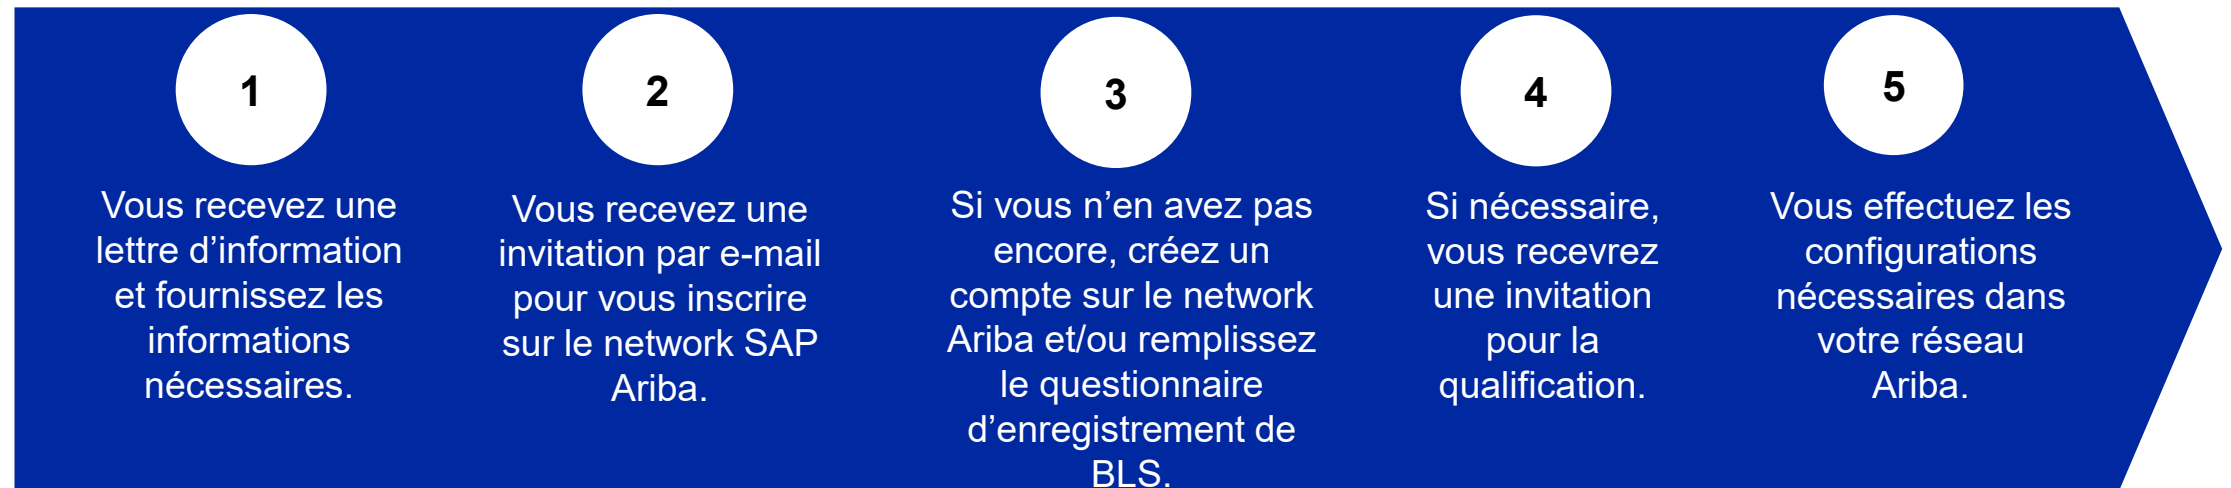 1
Vous recevez une
lettre d’information
et fournissez les
informations
nécessaires.
2
Vous recevez une
invitation par e-mail
pour vous inscrire
sur le network SAP
Ariba.
3
Si vous n’en avez pas
encore, créez un
compte sur le network
Ariba et/ou remplissez
le questionnaire
d’enregistrement de
BLS.
4
Si nécessaire,
vous recevrez
une invitation
pour la
qualification.
5
Vous effectuez les
configurations
nécessaires dans
votre réseau
Ariba.